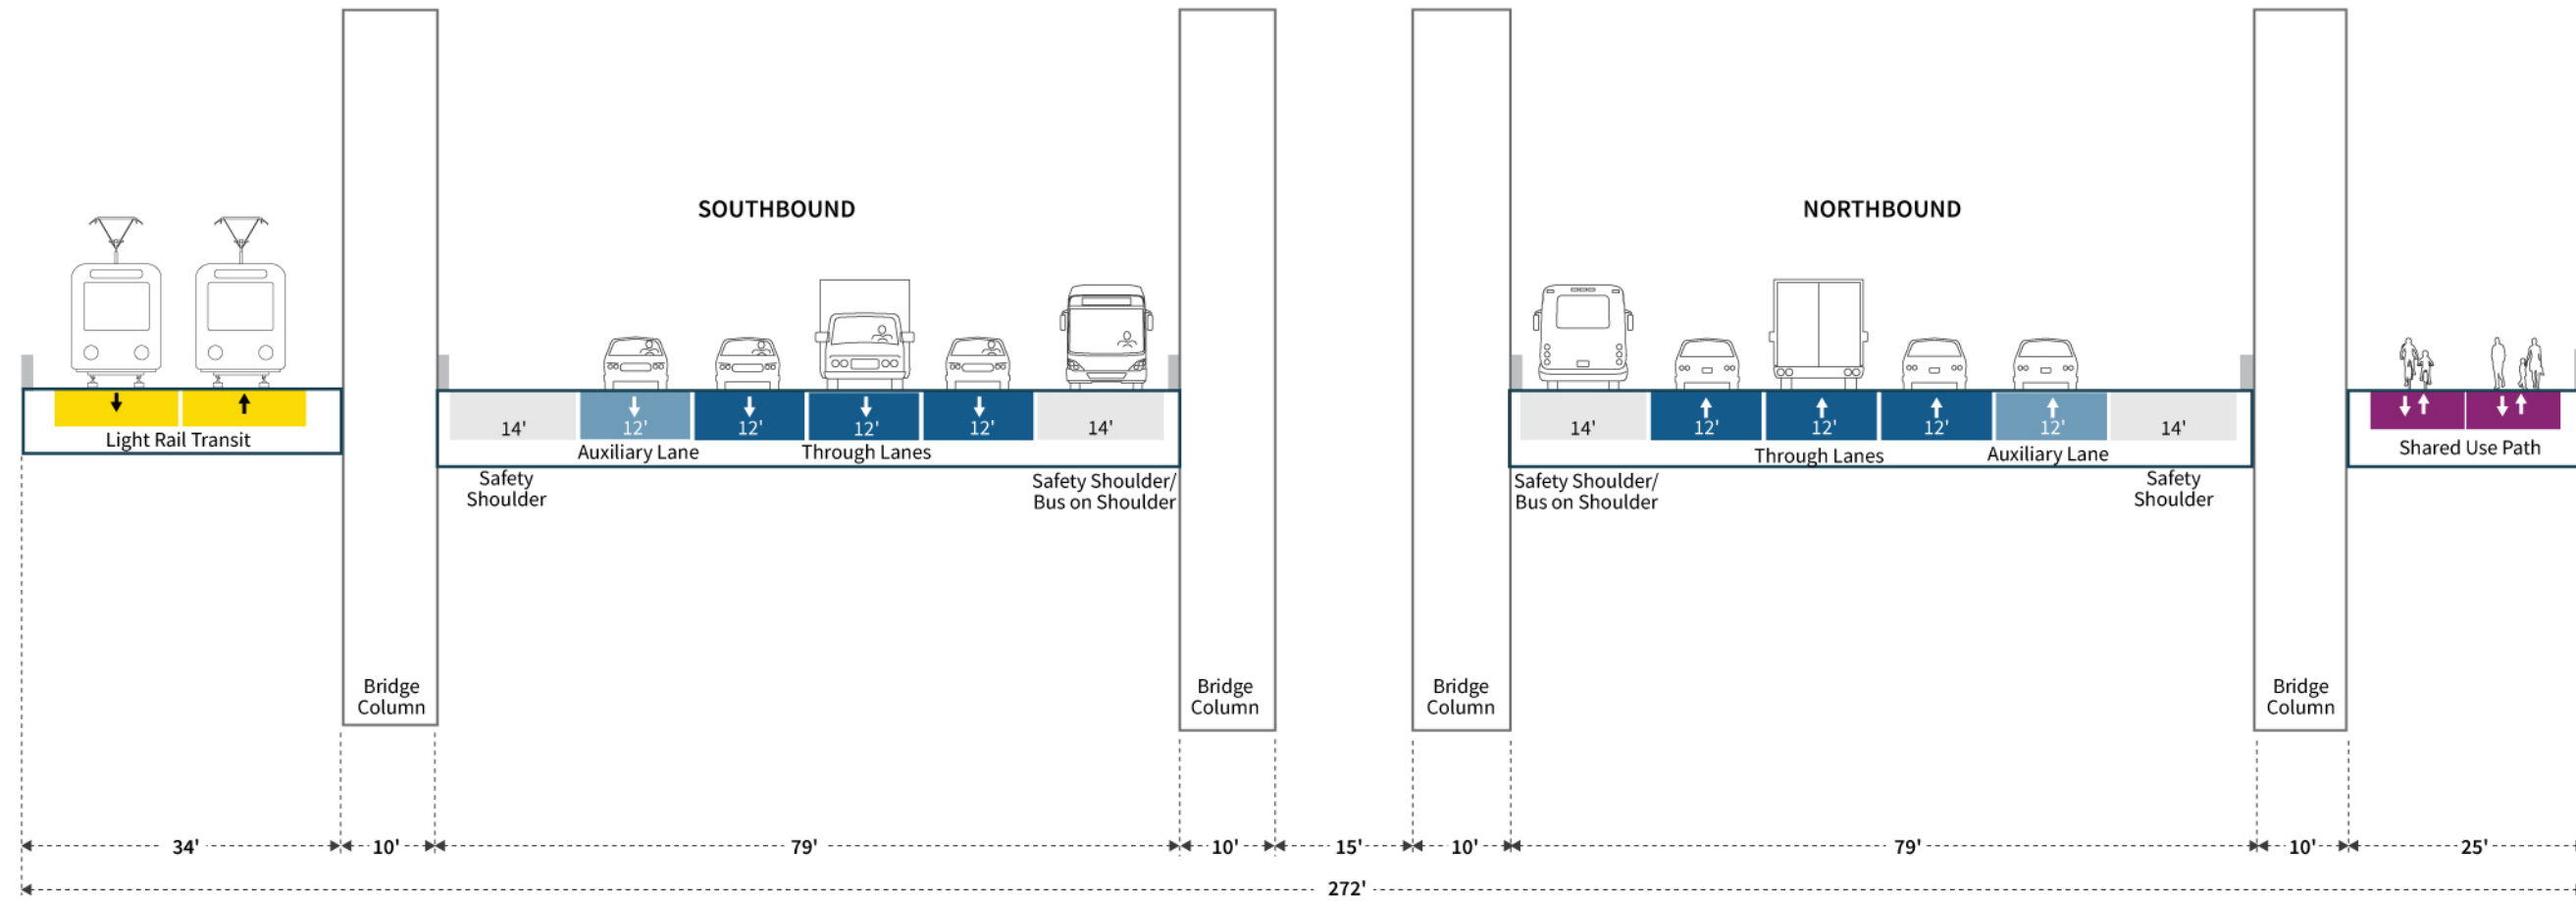 SOUTHBOUND
NORTHBOUND
Light Rail Transit
14'
12'
12'
12'
12'
14'
Auxiliary Lane
Through Lanes
Safety
Shoulder
Safety Shoulder/
Bus on Shoulder
14'
12'
12'
12'
12'
14'
Through Lanes
Auxiliary Lane
Safety Shoulder/
Bus on Shoulder
Safety
Shoulder
Shared Use Path
Bridge
Column
Bridge
Column
Bridge
Column
Bridge
Column
34'
10'
79'
10'
15'
10'
79'
10'
25'
272'